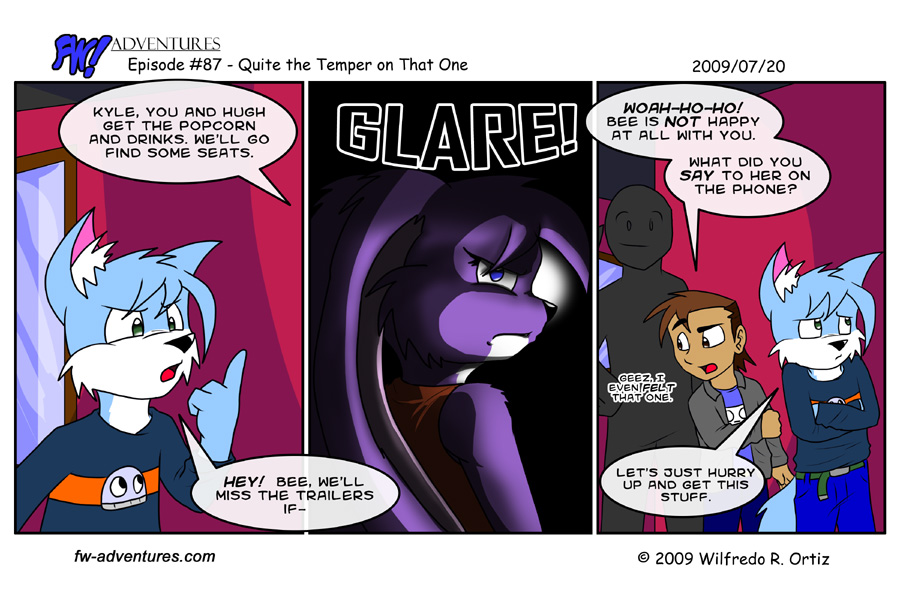 FW! ADVENTURES
Episode #87 - Quite the Temper on That One
2009/07/20
KYLE, YOU AND HUGH
GET THE POPCORN
AND DRINKS. WE'LL GO
FIND SOME SEATS.
HEY! BEE, WE'LL
MISS THE TRAILERS
IF-
GLARE!
WOAH-HO-HO!
BEE IS NOT HAPPY
AT ALL WITH YOU.
WHAT DID YOU
SAY TO HER ON
THE PHONE?
GEEZ, I
EVEN FELT
THAT ONE.
LET'S JUST HURRY
UP AND GET THIS
STUFF.
fw-adventures.com
© 2009 Wilfredo R. Ortiz